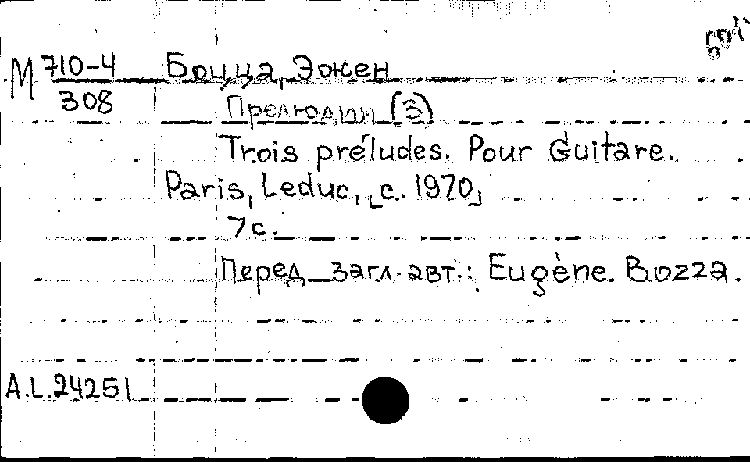 М 710-4 Боцца, Эжен
308
Прелюдии (3)
Trois préludes. Pour Guitare.
Paris, Leduc, [c. 1970]
7 с.
Перед загл. авт.: Eugène. Bozza.
A.L.24251